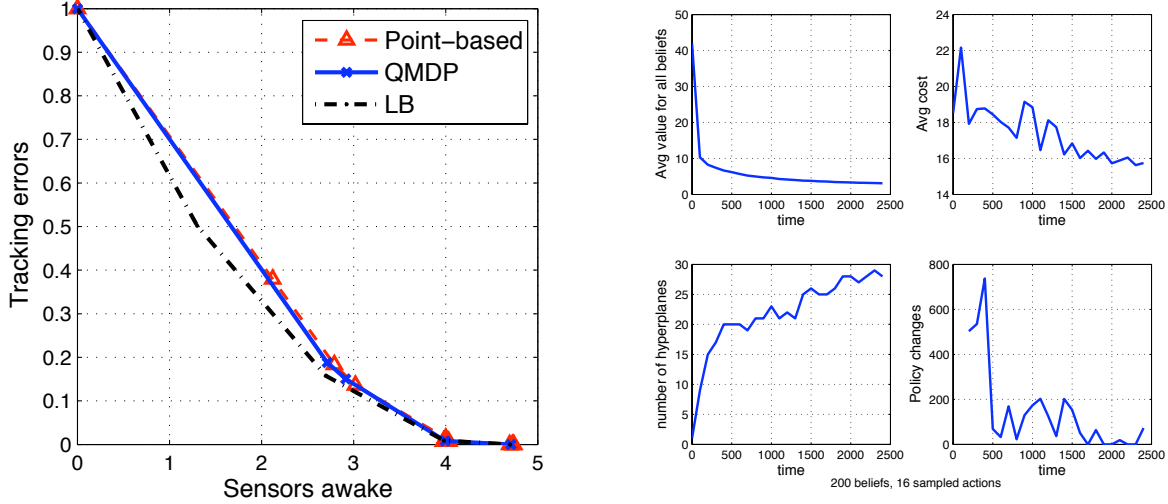 Tracking errors
1
0.9
0.8
0.7
0.6
0.5
0.4
0.3
0.2
0.1
0
0 1 2 3 4 5
Sensors awake
Point-based
QMDP
LB
Avg value for all beliefs
50
40
30
20
10
0
0 500 1000 1500 2000 2500
time
Avg cost
24
22
20
18
16
14
0 500 1000 1500 2000 2500
time
number of hyperplanes
30
25
20
15
10
5
0
0 500 1000 1500 2000 2500
time
Policy changes
800
600
400
200
0
0 500 1000 1500 2000 2500
time
200 beliefs, 16 sampled actions